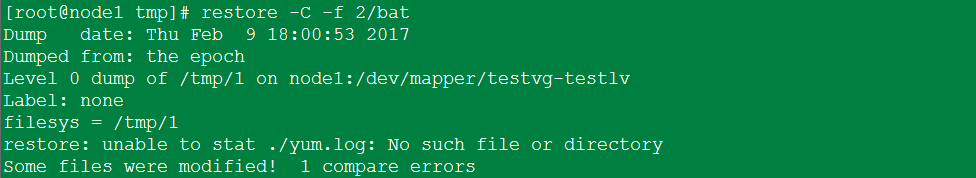 [root@node1 tmp]# restore -C -f 2/bat
Dump   date: Thu Feb  9 18:00:53 2017
Dumped from: the epoch
Level 0 dump of /tmp/1 on node1:/dev/mapper/testvg-testlv
Label: none
filesys = /tmp/1
restore: unable to stat ./yum.log: No such file or directory
Some files were modified!  1 compare errors